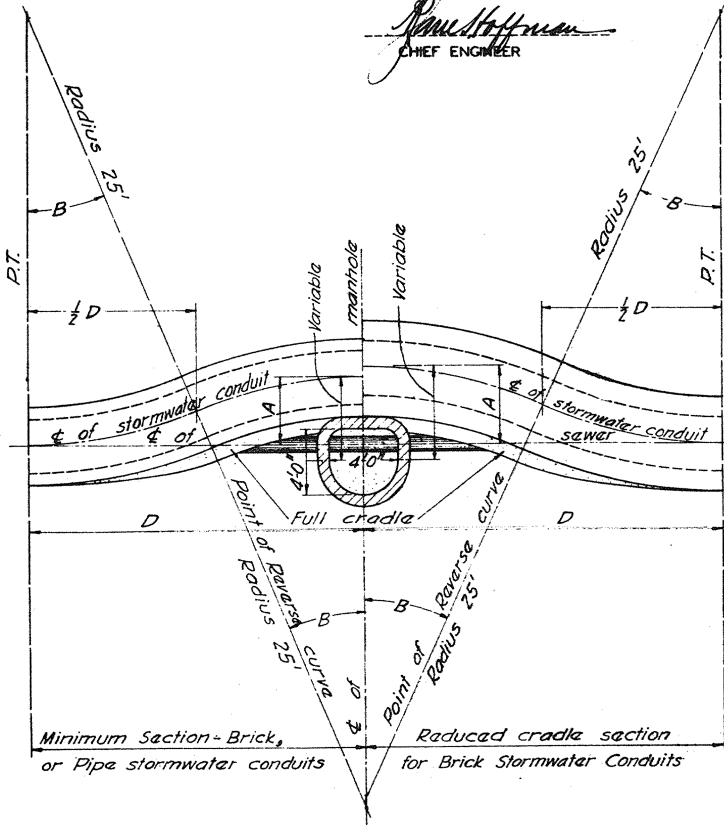 CHIEF ENGINEER
Radius 25'
Radius 25'
B
B
P.T.
P.T.
Variable
manhole
Variable
½ D
½ D
A
A
℄ of stormwater conduit
℄ of stormwater conduit
℄ of
sewer
4'0"
4'0"
Full cradle
D
D
Point of Reverse curve
Radius 25'
Point of Reverse curve
Radius 25'
B
B
℄ of
Minimum Section - Brick,
or Pipe stormwater conduits
Reduced cradle section
for Brick Stormwater Conduits